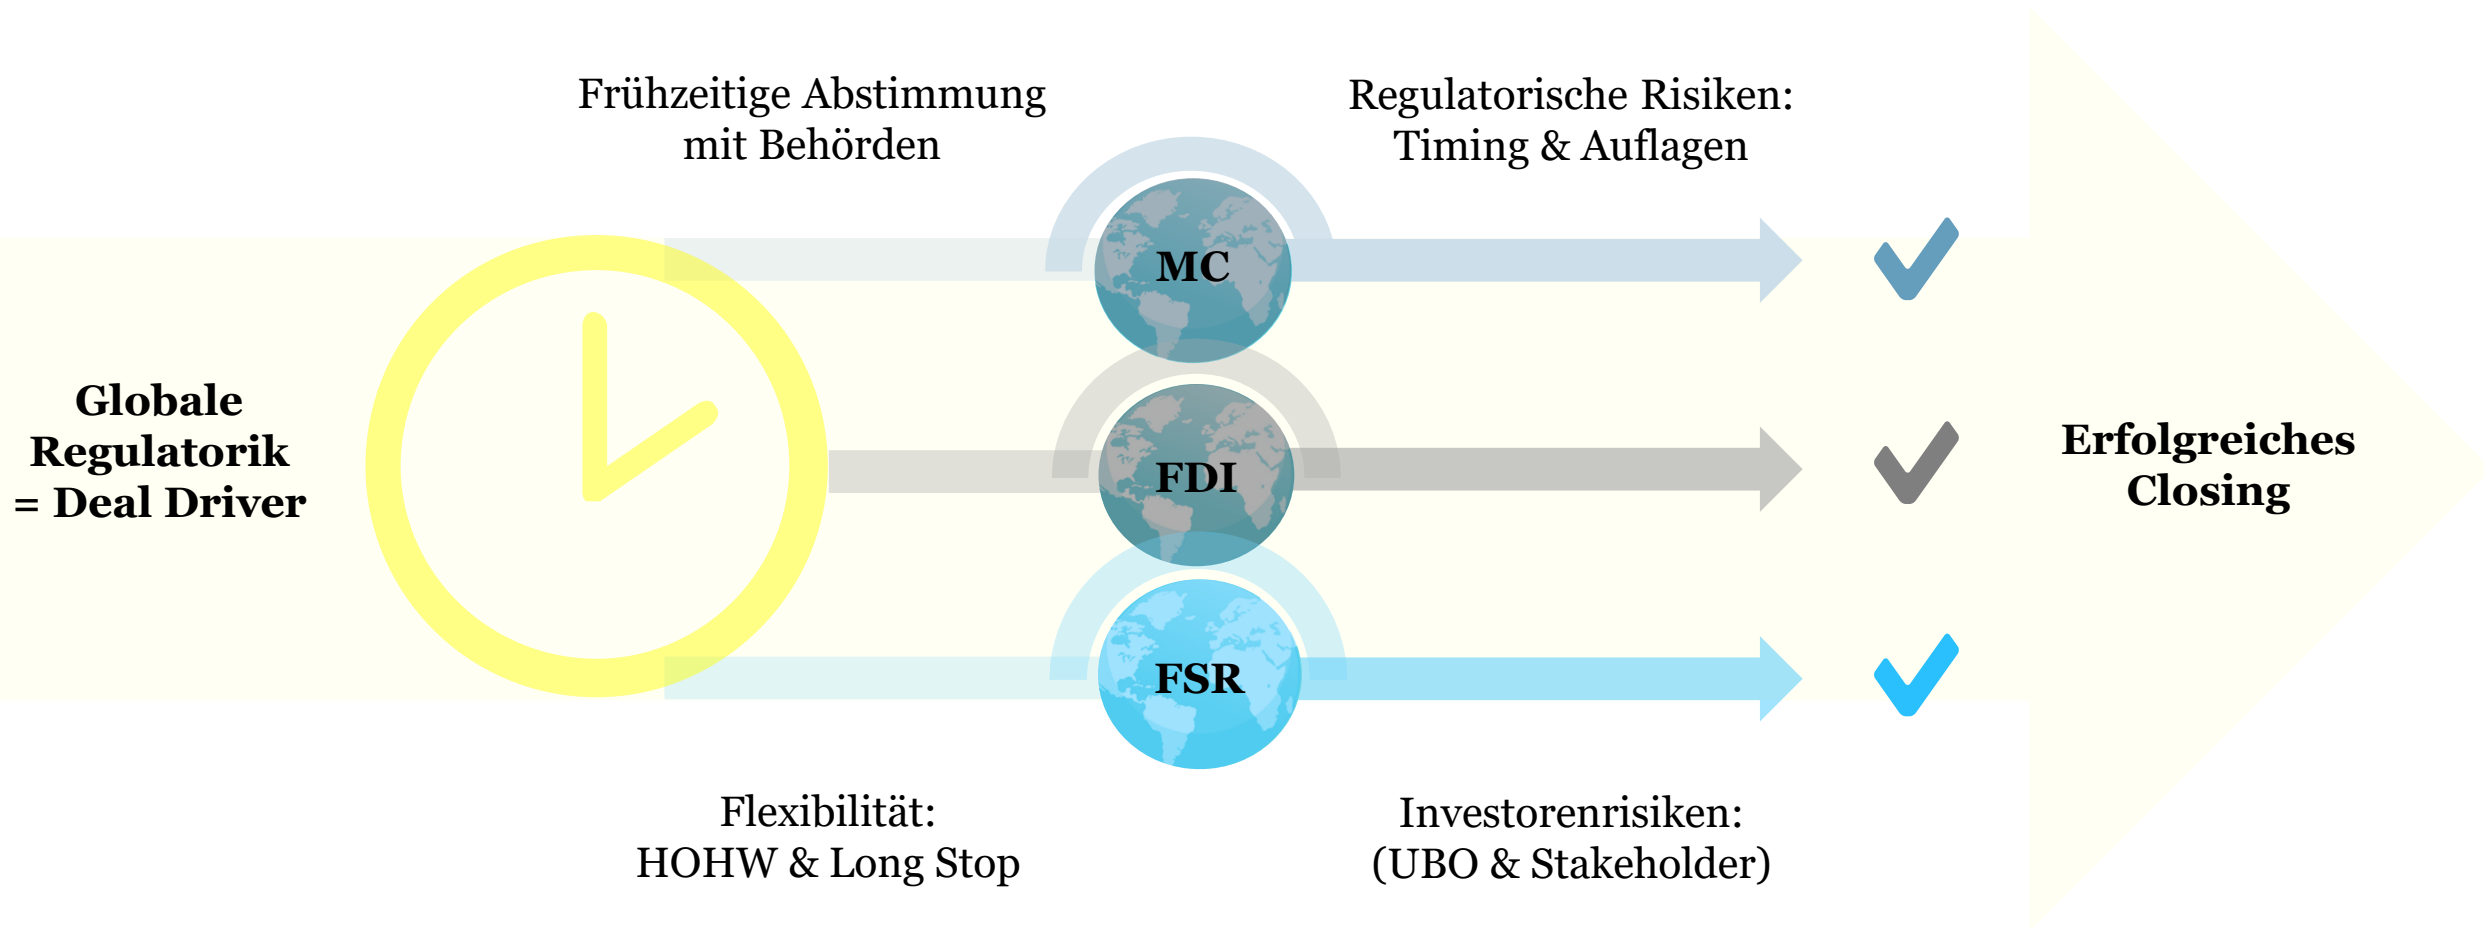 Frühzeitige Abstimmung
mit Behörden
Regulatorische Risiken:
Timing & Auflagen
Globale
Regulatorik
= Deal Driver
MC
FDI
FSR
Erfolgreiches
Closing
Flexibilität:
HOHW & Long Stop
Investorenrisiken:
(UBO & Stakeholder)